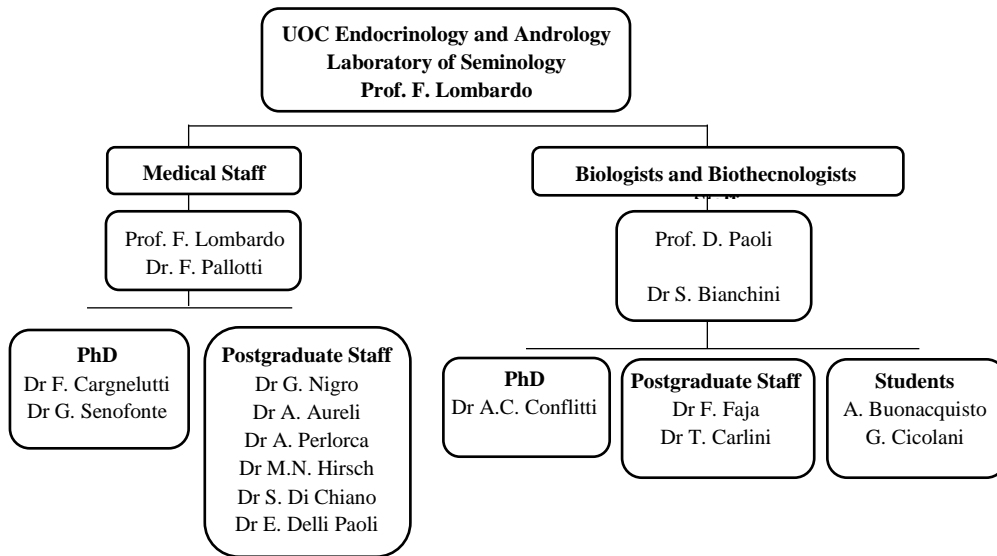 UOC Endocrinology and Andrology
Laboratory of Seminology
Prof. F. Lombardo
Medical Staff
Biologists and Biothecnologists
Prof. F. Lombardo
Dr. F. Pallotti
Prof. D. Paoli
Dr S. Bianchini
PhD
Dr F. Cargnelutti
Dr G. Senofonte
Postgraduate Staff
Dr G. Nigro
Dr A. Aureli
Dr A. Perlorca
Dr M.N. Hirsch
Dr S. Di Chiano
Dr E. Delli Paoli
PhD
Dr A.C. Conflitti
Postgraduate Staff
Dr F. Faja
Dr T. Carlini
Students
A. Buonacquisto
G. Cicolani